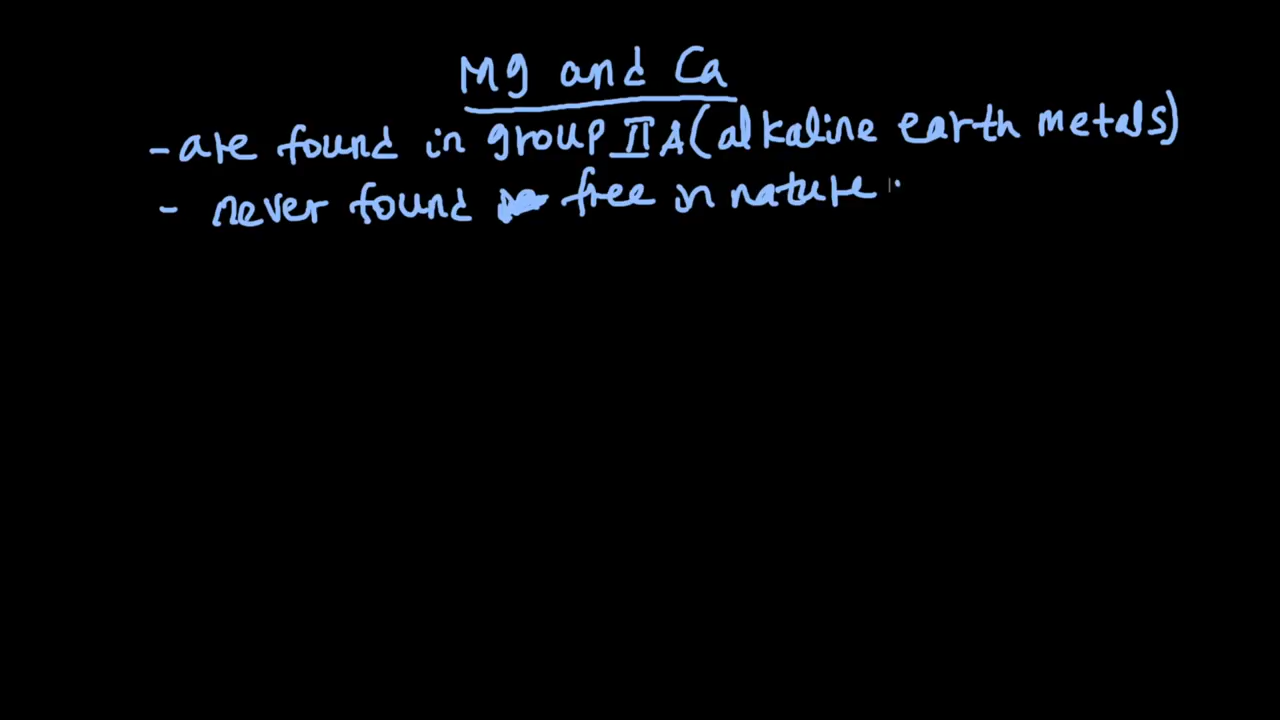 Mg and Ca
- are found in group IIA (alkaline earth metals)
- never found free in nature.